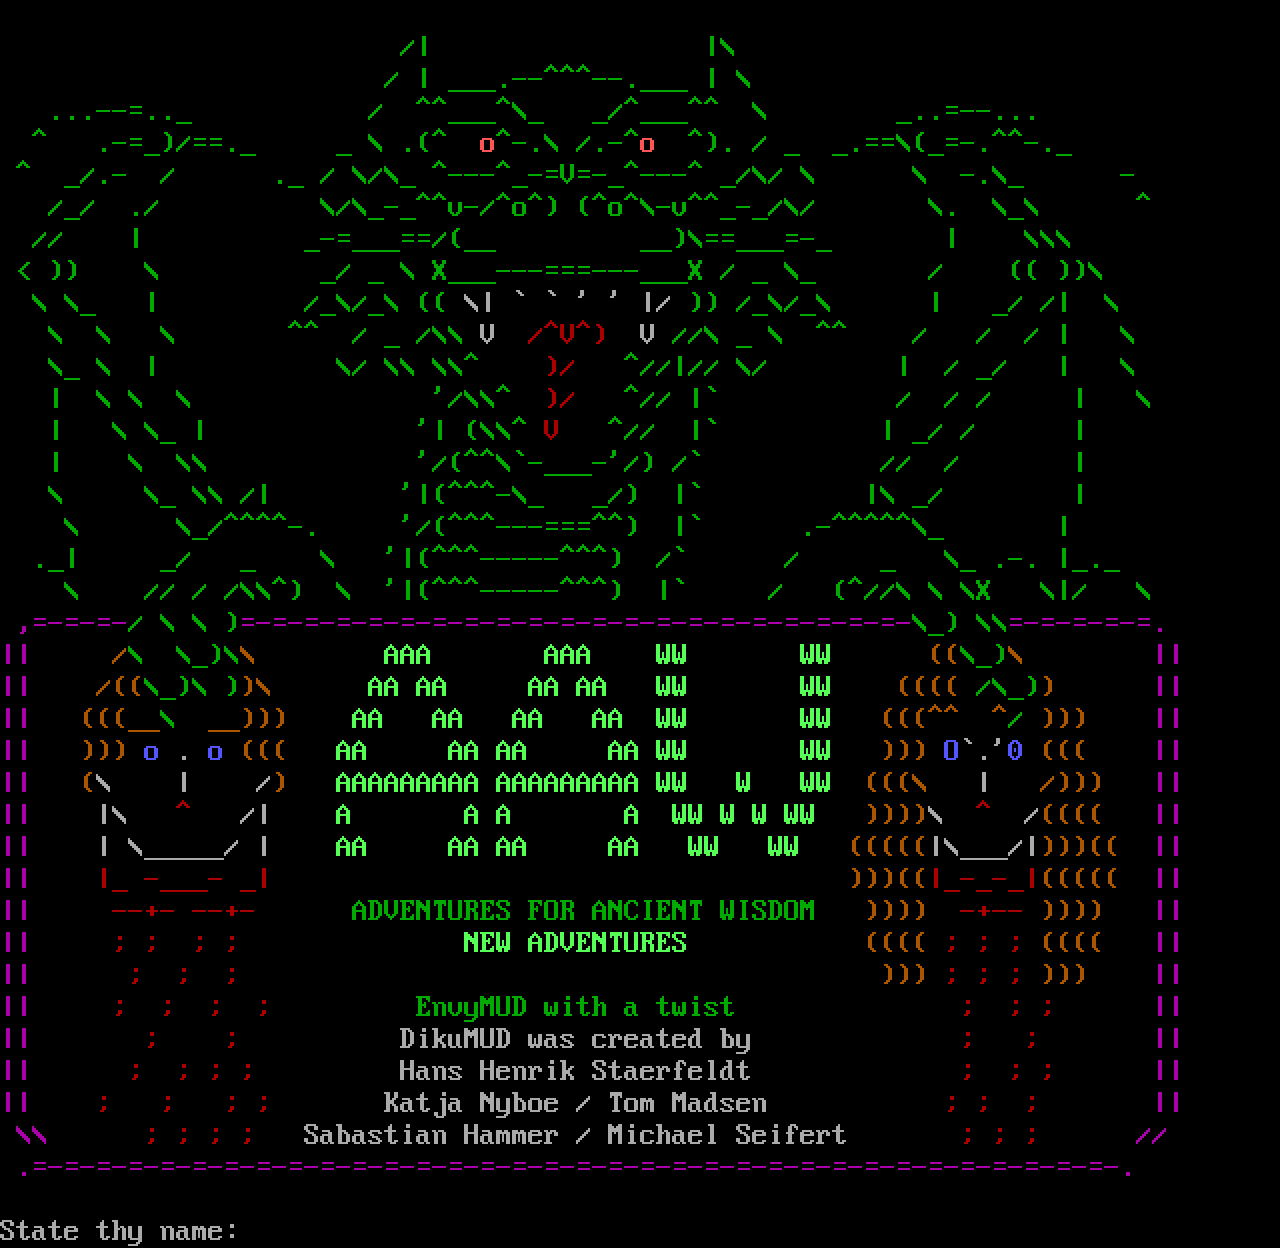 AAW
ADVENTURES FOR ANCIENT WISDOM
NEW ADVENTURES
EnvyMUD with a twist
DikuMUD was created by
Hans Henrik Staerfeldt
Katja Nyboe / Tom Madsen
Sabastian Hammer / Michael Seifert
State thy name: